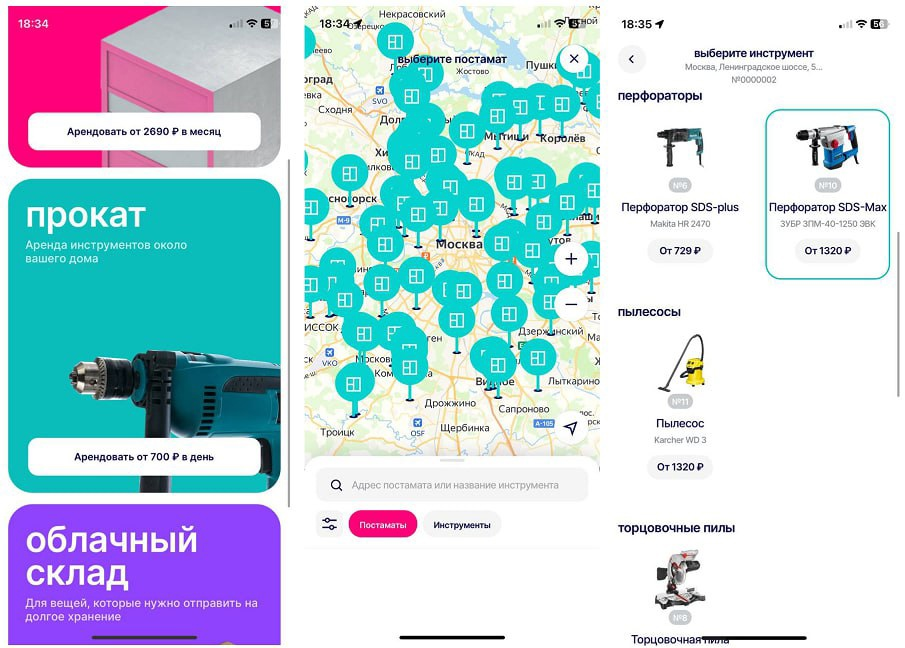 18:34
Арендовать от 2690 ₽ в месяц
прокат
Аренда инструментов около
вашего дома
Арендовать от 700 ₽ в день
облачный
склад
Для вещей, которые нужно отправить на
долгое хранение
18:34
Некрасовский
выберите постамат
Жостово
SVO
Сходня
Мытищи
Королёв
М-9
Москва
VKO
Дзержинский
Видное
Лыткарино
Дрожжино
Сапроново
Троицк
OSF
Щербинка
А-105
Адрес постамата или название инструмента
Постаматы
Инструменты
18:35
выберите инструмент
Москва, Ленинградское шоссе, 5...
№0000002
перфораторы
№6
Перфоратор SDS-plus
Makita HR 2470
От 729 ₽
№10
Перфоратор SDS-Max
ЗУБР ЗПМ-40-1250 ЭВК
От 1320 ₽
пылесосы
№11
Пылесос
Karcher WD 3
От 1320 ₽
торцовочные пилы
№8
Торцовочная пила